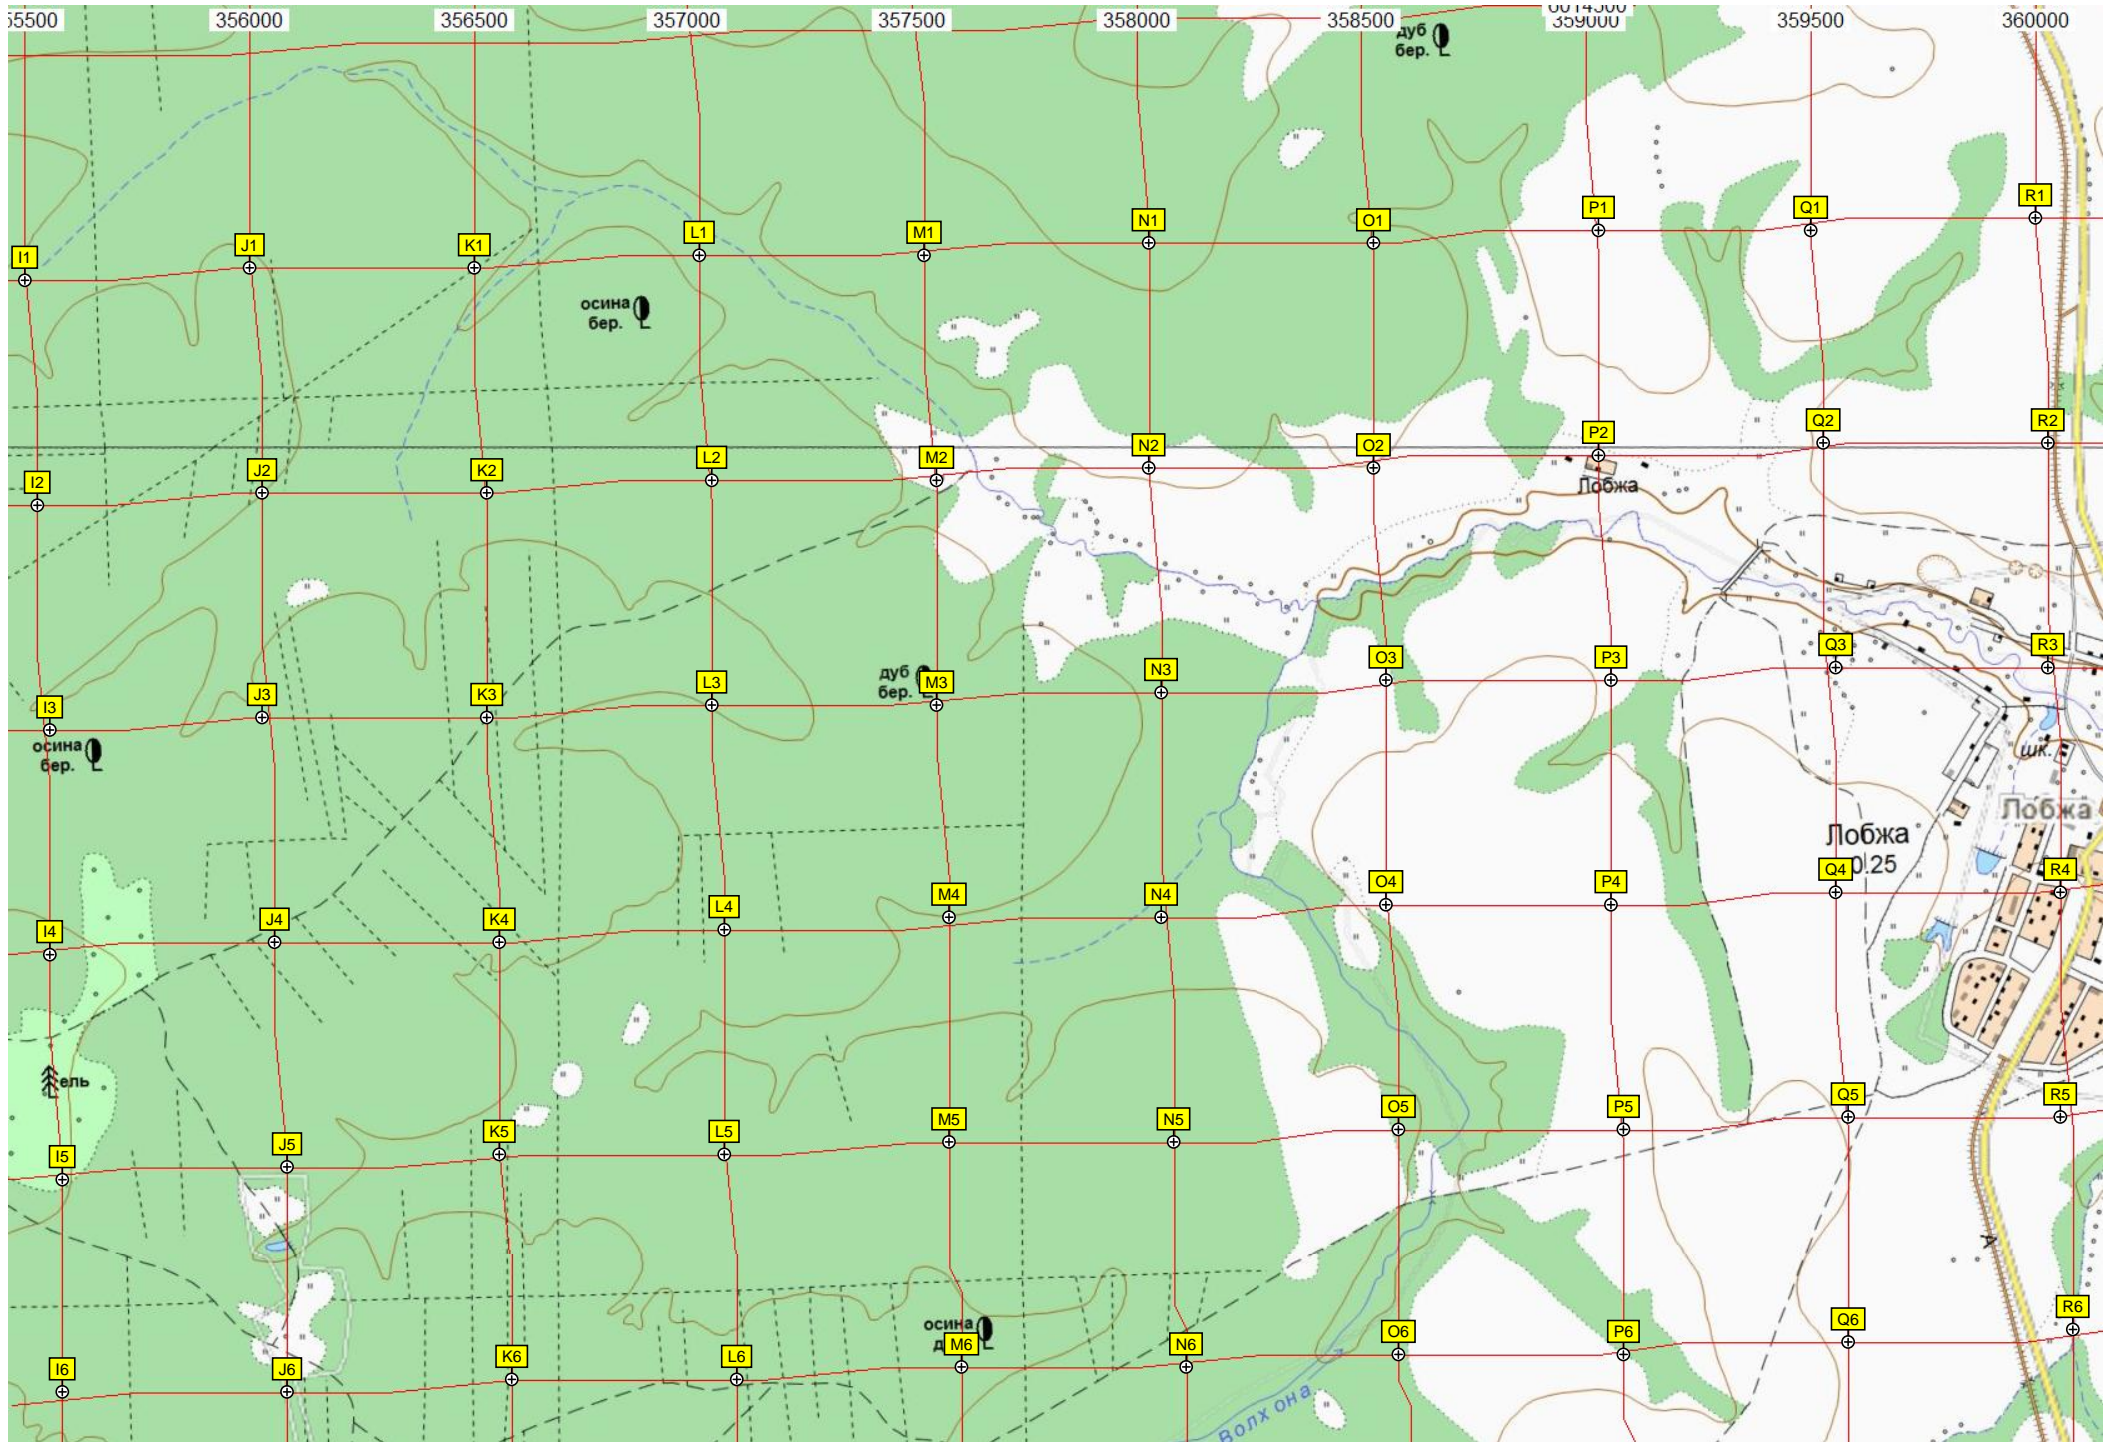 55500 356000 356500 357000 357500 358000 358500 359000 359500 360000
6014500
дуб
бер.
I1 J1 K1 L1 M1 N1 O1 P1 Q1 R1
осина
бер.
I2 J2 K2 L2 M2 N2 O2 P2 Q2 R2
Лобжа
I3 J3 K3 L3 M3 N3 O3 P3 Q3 R3
дуб
бер.
осина
бер.
шк.
Лобжа
Лобжа
0.25
I4 J4 K4 L4 M4 N4 O4 P4 Q4 R4
ель
I5 J5 K5 L5 M5 N5 O5 P5 Q5 R5
А
осина
I6 J6 K6 L6 M6 N6 O6 P6 Q6 R6
Волхона